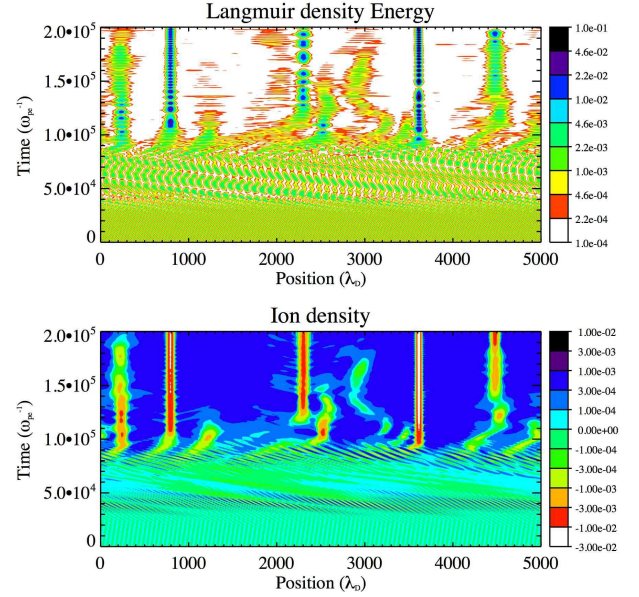 Langmuir density Energy
2.0•10⁵
1.5•10⁵
1.0•10⁵
5.0•10⁴
0
Time (ωₚₑ⁻¹)
0 1000 2000 3000 4000 5000
Position (λ_D)
1.0e-01
4.6e-02
2.2e-02
1.0e-02
4.6e-03
2.2e-03
1.0e-03
4.6e-04
2.2e-04
1.0e-04
Ion density
2.0•10⁵
1.5•10⁵
1.0•10⁵
5.0•10⁴
0
Time (ωₚₑ⁻¹)
0 1000 2000 3000 4000 5000
Position (λ_D)
1.00e-02
3.00e-03
1.00e-03
3.00e-04
1.00e-04
0.00e+00
-1.00e-04
-3.00e-04
-1.00e-03
-3.00e-03
-1.00e-02
-3.00e-02